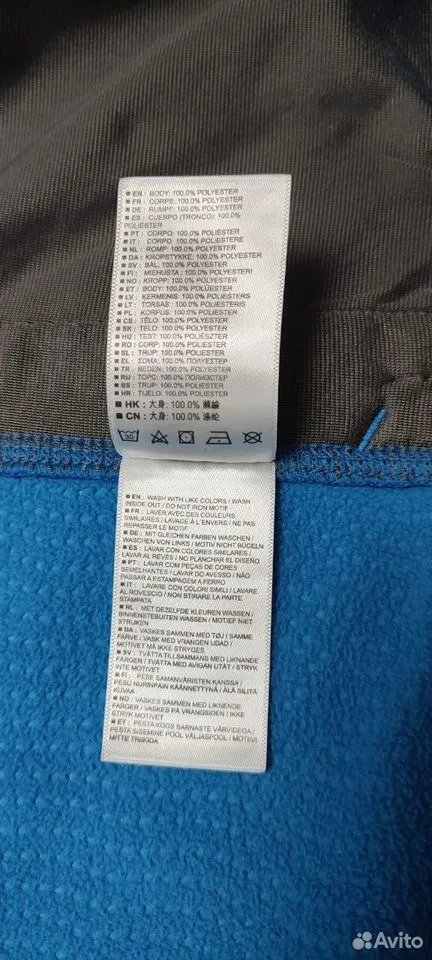 ■ EN : BODY: 100.0% POLYESTER
■ FR : CORPS: 100.0% POLYESTER
■ DE : RUMPF: 100.0% POLYESTER
■ ES : CUERPO (TRONCO): 100.0%
POLIÉSTER
■ PT : CORPO: 100.0% POLIÉSTER
■ IT : CORPO: 100.0% POLIESTERE
■ NL : ROMP: 100.0% POLYESTER
■ DA : KROPSTYKKE: 100.0% POLYESTER
■ SV : BÅL: 100.0% POLYESTER
■ FI : MIEHUSTA: 100.0% POLYESTERI
■ NO : KROPP: 100.0% POLYESTER
■ ET : BODY: 100.0% POLÜESTER
■ LV : ĶERMENIS: 100.0% POLIESTERS
■ LT : TORSAS: 100.0% POLIESTERIS
■ PL : KORPUS: 100.0% POLIESTER
■ CS : TĚLO: 100.0% POLYESTER
■ SK : TELO: 100.0% POLYESTER
■ HU : TEST: 100.0% POLIÉSZTER
■ RO : CORP: 100.0% POLIESTER
■ SL : TRUP: 100.0% POLIESTER
■ EL : ΣΩΜΑ: 100.0% ΠΟΛΥΕΣΤΕΡ
■ TR : BEDEN: 100.0% POLYESTER
■ RU : ТОРС: 100.0% ПОЛИЭСТЕР
■ BS : TRUP: 100.0% POLIESTER
■ HR : TIJELO: 100.0% POLIESTER
■ HK : 大身: 100.0% 滌綸
■ CN : 大身: 100.0% 涤纶
30
■ EN : WASH WITH LIKE COLORS / WASH
INSIDE OUT / DO NOT IRON MOTIF
■ FR : LAVER AVEC DES COULEURS
SIMILAIRES / LAVAGE À L'ENVERS / NE PAS
REPASSER L'IMPRIMÉ
■ DE : MIT GLEICHEN FARBEN WASCHEN /
WASCHEN VON LINKS / MOTIV NICHT BÜGELN
■ ES : LAVAR CON COLORES SIMILARES /
LAVAR AL REVÉS / NO PLANCHAR EL DISEÑO
■ PT : LAVAR COM PEÇAS DE CORES
SEMELHANTES / LAVAR DO AVESSO / NÃO
PASSAR A ESTAMPAGEM A FERRO
■ IT : LAVARE CON COLORI SIMILI / LAVARE
AL ROVESCIO / NON STIRARE LA PARTE
STAMPATA
■ NL : MET DEZELFDE KLEUREN WASSEN /
BINNENSTEBUITEN WASSEN / MOTIEF NIET
STRIJKEN
■ DA : VASKES SAMMEN MED TØJ I SAMME
FARVE / VASK MED VRANGEN UDAD /
MOTIVET MÅ IKKE STRYGES
■ SV : TVÄTTA TILLSAMMANS MED LIKNANDE
FÄRGER / TVÄTTA MED AVIGAN UTÅT / STRYK
EJ MOTIVET
■ FI : PESE SAMANVÄRISTEN KANSSA /
PESU NURINPÄIN KÄÄNNETTYNÄ / ÄLÄ SILITÄ
KUVAA
■ NO : VASKES SAMMEN MED LIKNENDE
FARGER / VASKES PÅ VRANGSIDEN / IKKE
STRYK MOTIVET
■ ET : PESTA KOOS SARNASTE VÄRVIDEGA /
PESTA SISEMINE POOL VÄLJASPOOL / MOTIIVI
MITTE TRIIKIDA
Avito